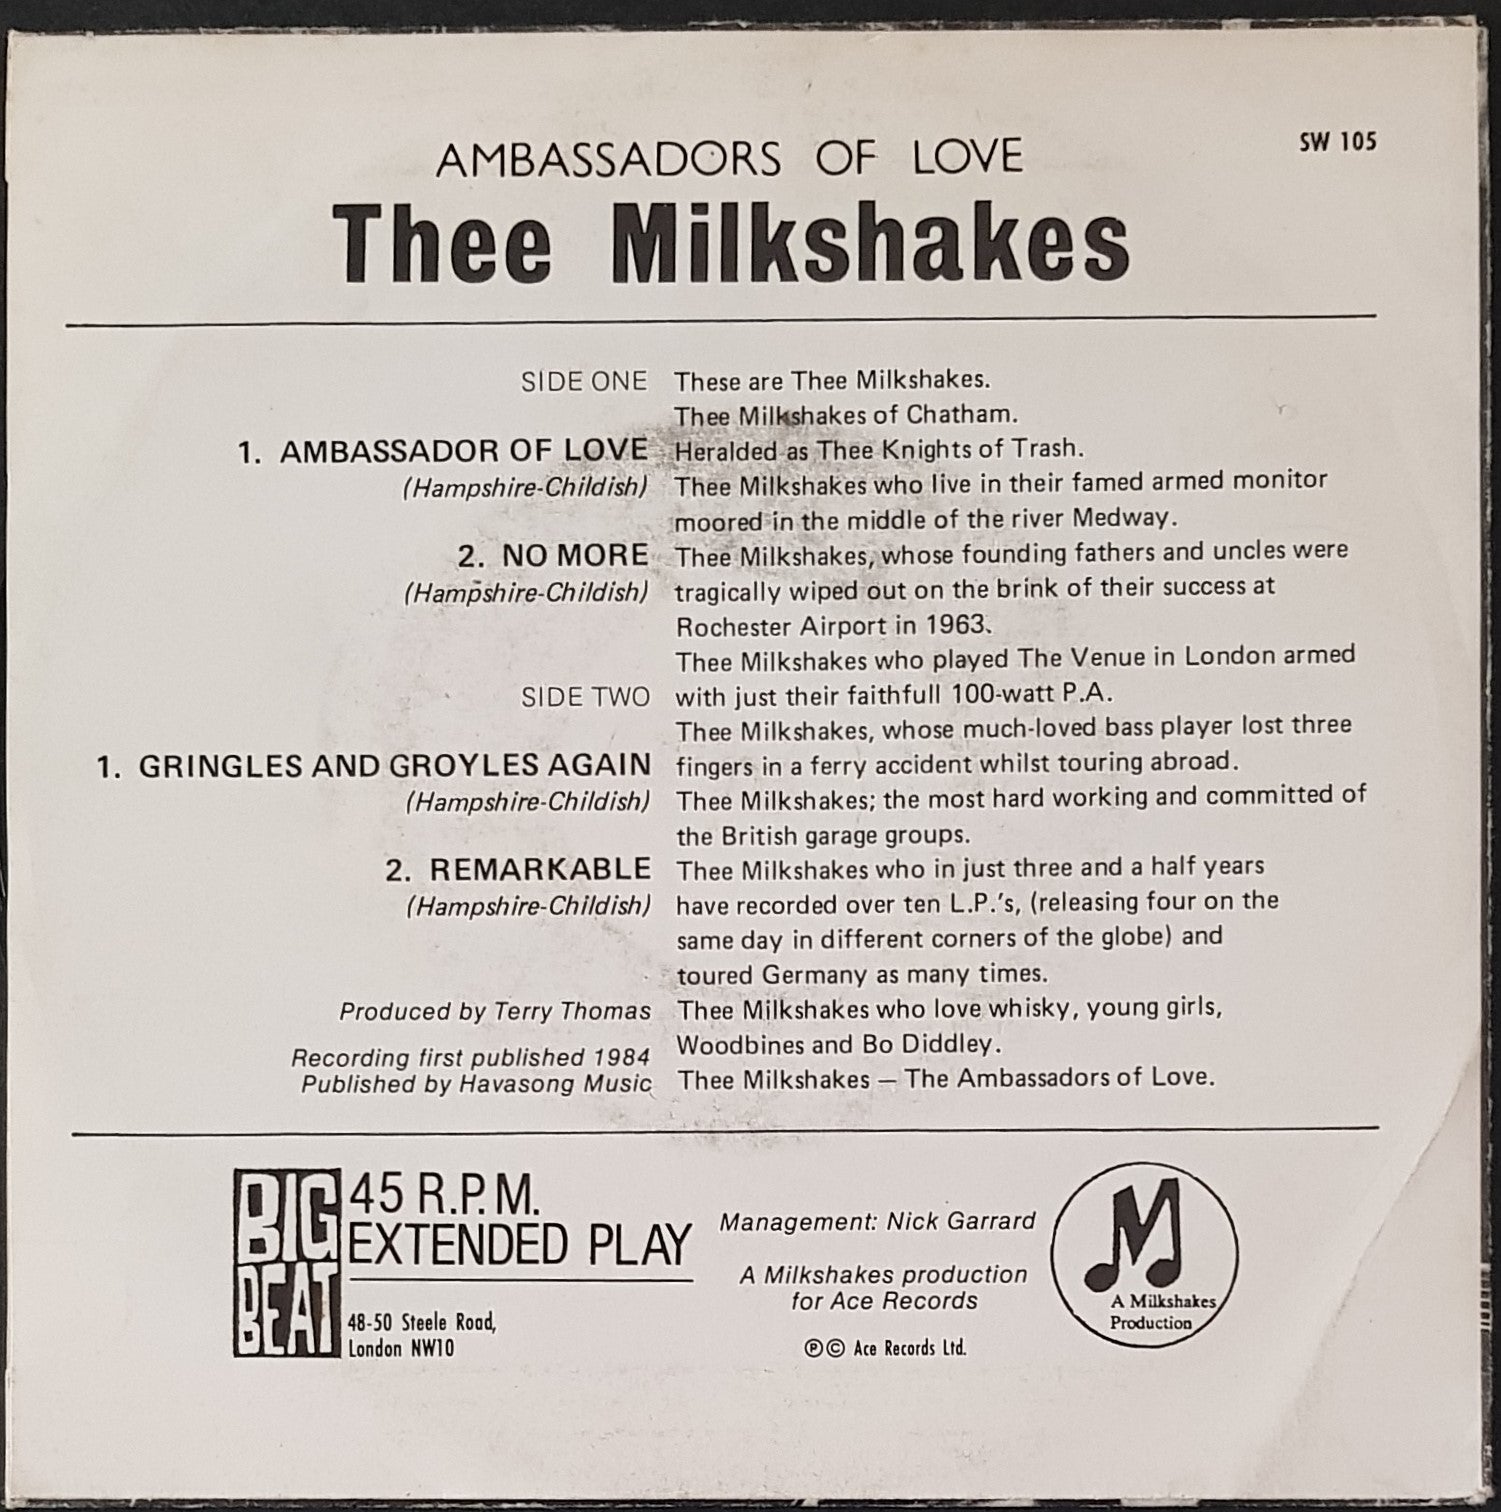 SW 105
AMBASSADORS OF LOVE
Thee Milkshakes
SIDE ONE
1. AMBASSADOR OF LOVE
(Hampshire-Childish)
2. NO MORE
(Hampshire-Childish)
SIDE TWO
1. GRINGLES AND GROYLES AGAIN
(Hampshire-Childish)
2. REMARKABLE
(Hampshire-Childish)
Produced by Terry Thomas
Recording first published 1984
Published by Havasong Music
These are Thee Milkshakes.
Thee Milkshakes of Chatham.
Heralded as Thee Knights of Trash.
Thee Milkshakes who live in their famed armed monitor
moored in the middle of the river Medway.
Thee Milkshakes, whose founding fathers and uncles were
tragically wiped out on the brink of their success at
Rochester Airport in 1963.
Thee Milkshakes who played The Venue in London armed
with just their faithfull 100-watt P.A.
Thee Milkshakes, whose much-loved bass player lost three
fingers in a ferry accident whilst touring abroad.
Thee Milkshakes; the most hard working and committed of
the British garage groups.
Thee Milkshakes who in just three and a half years
have recorded over ten L.P.'s, (releasing four on the
same day in different corners of the globe) and
toured Germany as many times.
Thee Milkshakes who love whisky, young girls,
Woodbines and Bo Diddley.
Thee Milkshakes — The Ambassadors of Love.
BIG
BEAT
45 R.P.M.
EXTENDED PLAY
48-50 Steele Road,
London NW10
Management: Nick Garrard
A Milkshakes production
for Ace Records
℗© Ace Records Ltd.
M
A Milkshakes
Production